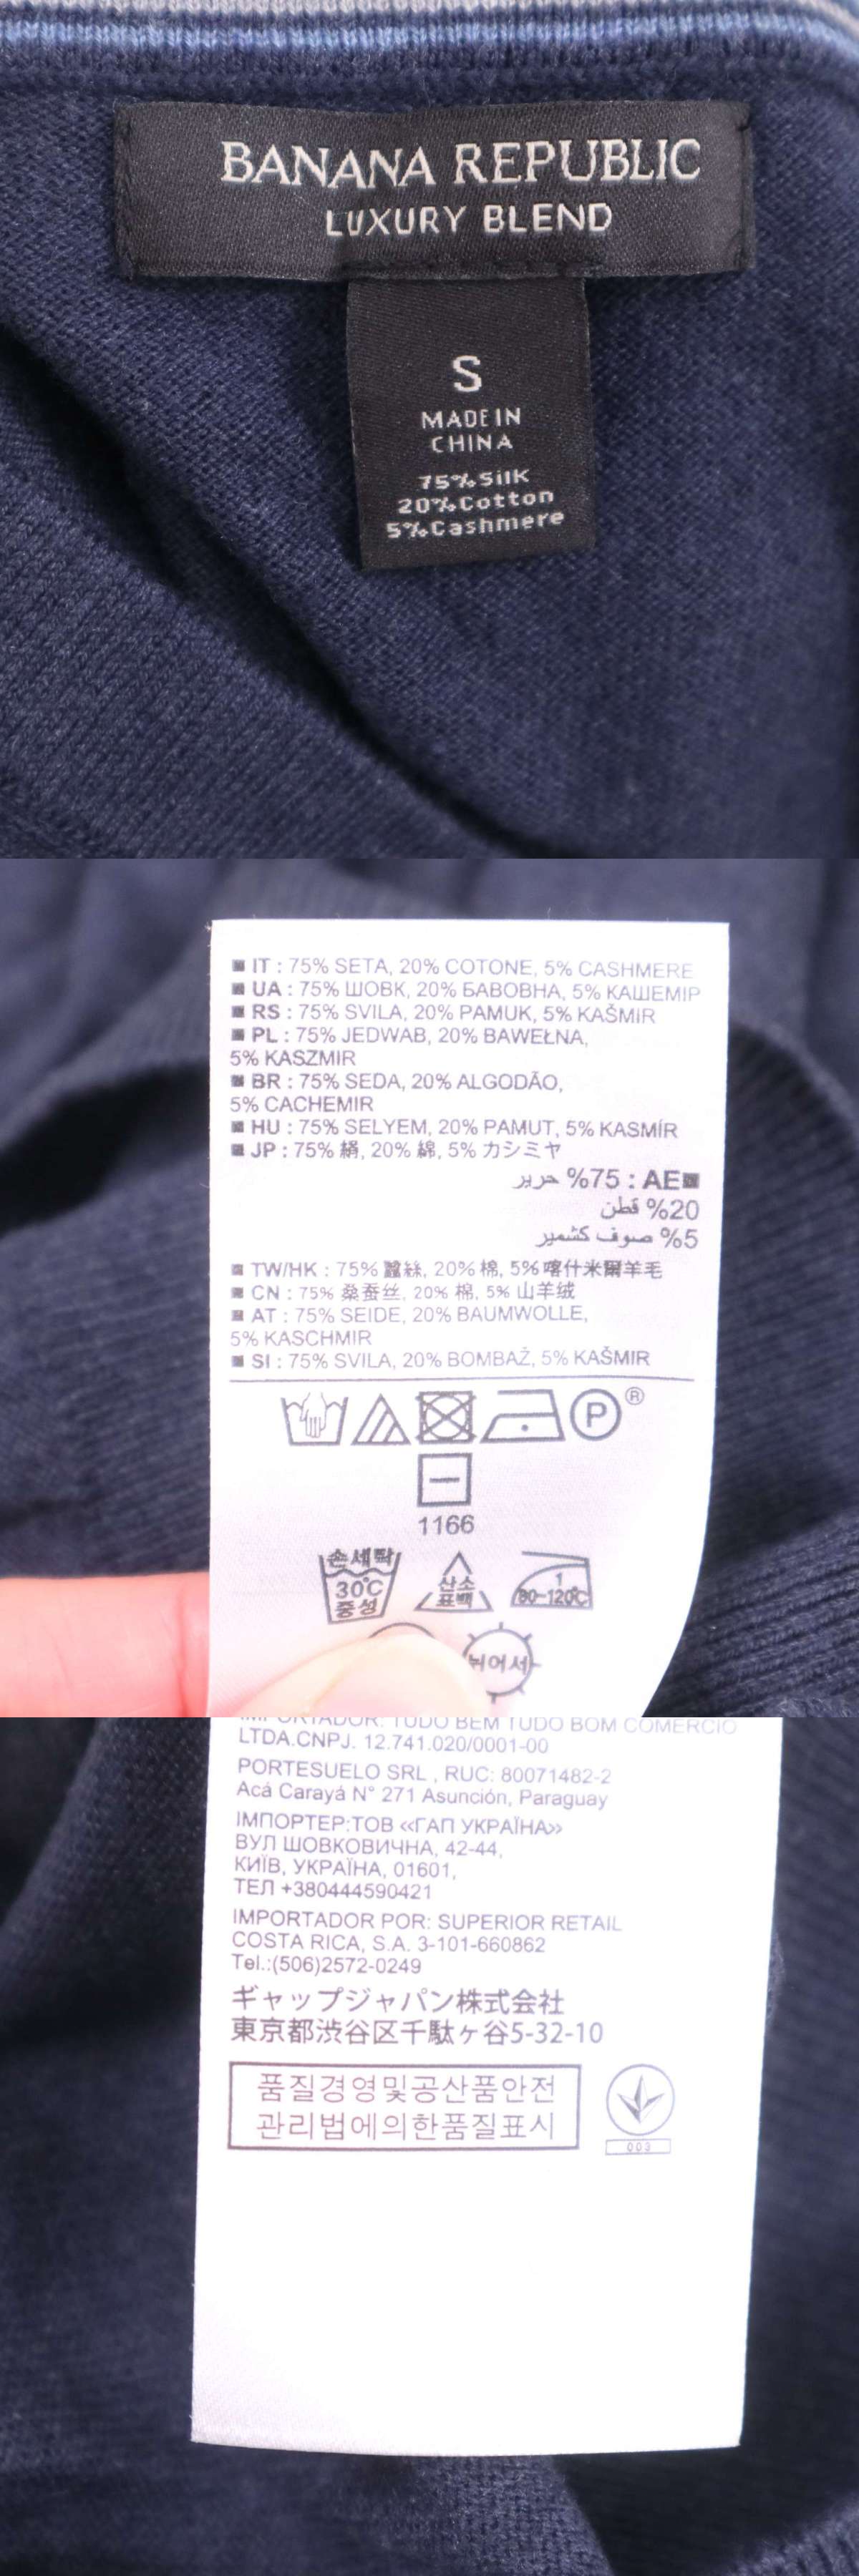 BANANA REPUBLIC
LUXURY BLEND
S
MADE IN
CHINA
75%Silk
20%Cotton
5%Cashmere
IT : 75% SETA, 20% COTONE, 5% CASHMERE
UA : 75% ШОВК, 20% БАВОВНА, 5% КАШЕМІР
RS : 75% SVILA, 20% PAMUK, 5% KAŠMIR
PL : 75% JEDWAB, 20% BAWEŁNA,
5% KASZMIR
BR : 75% SEDA, 20% ALGODÃO,
5% CACHEMIR
HU : 75% SELYEM, 20% PAMUT, 5% KASMÍR
JP : 75% 絹, 20% 綿, 5% カシミヤ
AE : 75% حرير
20% قطن
5% صوف كشمير
TW/HK : 75% 蠶絲, 20% 棉, 5% 喀什米爾羊毛
CN : 75% 桑蚕丝, 20% 棉, 5% 山羊绒
AT : 75% SEIDE, 20% BAUMWOLLE,
5% KASCHMIR
SI : 75% SVILA, 20% BOMBAŽ, 5% KAŠMIR
P ®
1166
손세탁
30℃
중성
산소
표백
1
80-120℃
뉘어서
IMPORTADOR: TUDO BEM TUDO BOM COMERCIO
LTDA.CNPJ. 12.741.020/0001-00
PORTESUELO SRL , RUC: 80071482-2
Acá Carayá N° 271 Asunción, Paraguay
ІМПОРТЕР:ТОВ «ГАП УКРАЇНА»
ВУЛ ШОВКОВИЧНА, 42-44,
КИЇВ, УКРАЇНА, 01601,
ТЕЛ +380444590421
IMPORTADOR POR: SUPERIOR RETAIL
COSTA RICA, S.A. 3-101-660862
Tel.:(506)2572-0249
ギャップジャパン株式会社
東京都渋谷区千駄ヶ谷5-32-10
품질경영및공산품안전
관리법에의한품질표시
003